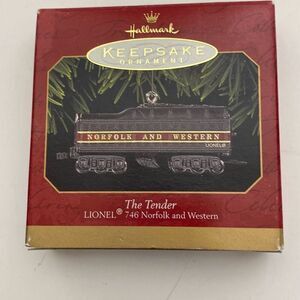 Hallmark
KEEPSAKE
ORNAMENT
NORFOLK AND WESTERN
LIONEL®
The Tender
LIONEL® 746 Norfolk and Western